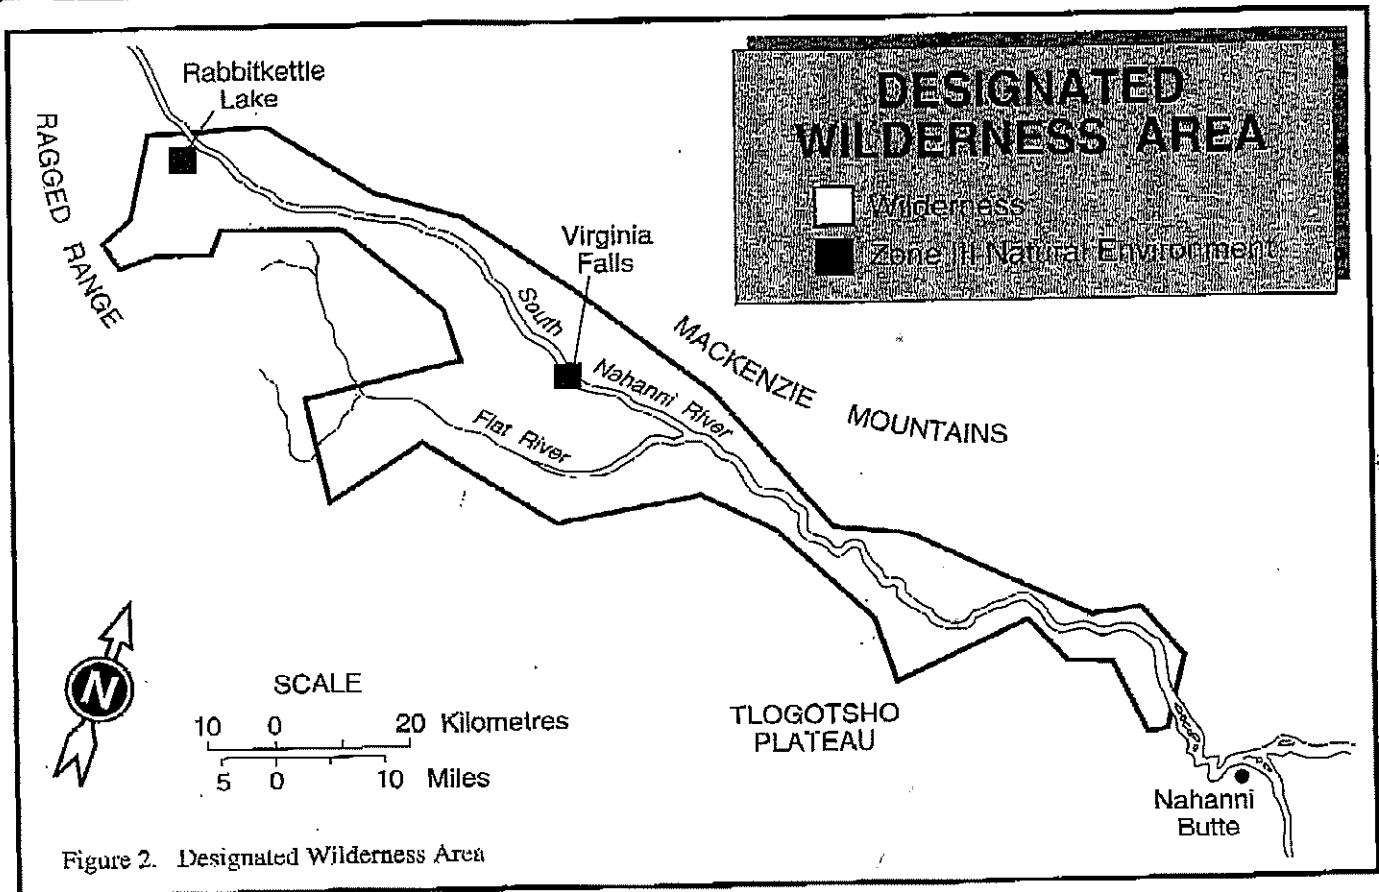 DESIGNATED
WILDERNESS AREA
Wilderness
Zone III Natural Environment
Rabbitkettle
Lake
RAGGED RANGE
Virginia
Falls
South
Nahanni River
Flat River
MACKENZIE MOUNTAINS
TLOGOTSHO
PLATEAU
Nahanni
Butte
N
SCALE
10 0 20 Kilometres
5 0 10 Miles
Figure 2. Designated Wilderness Area